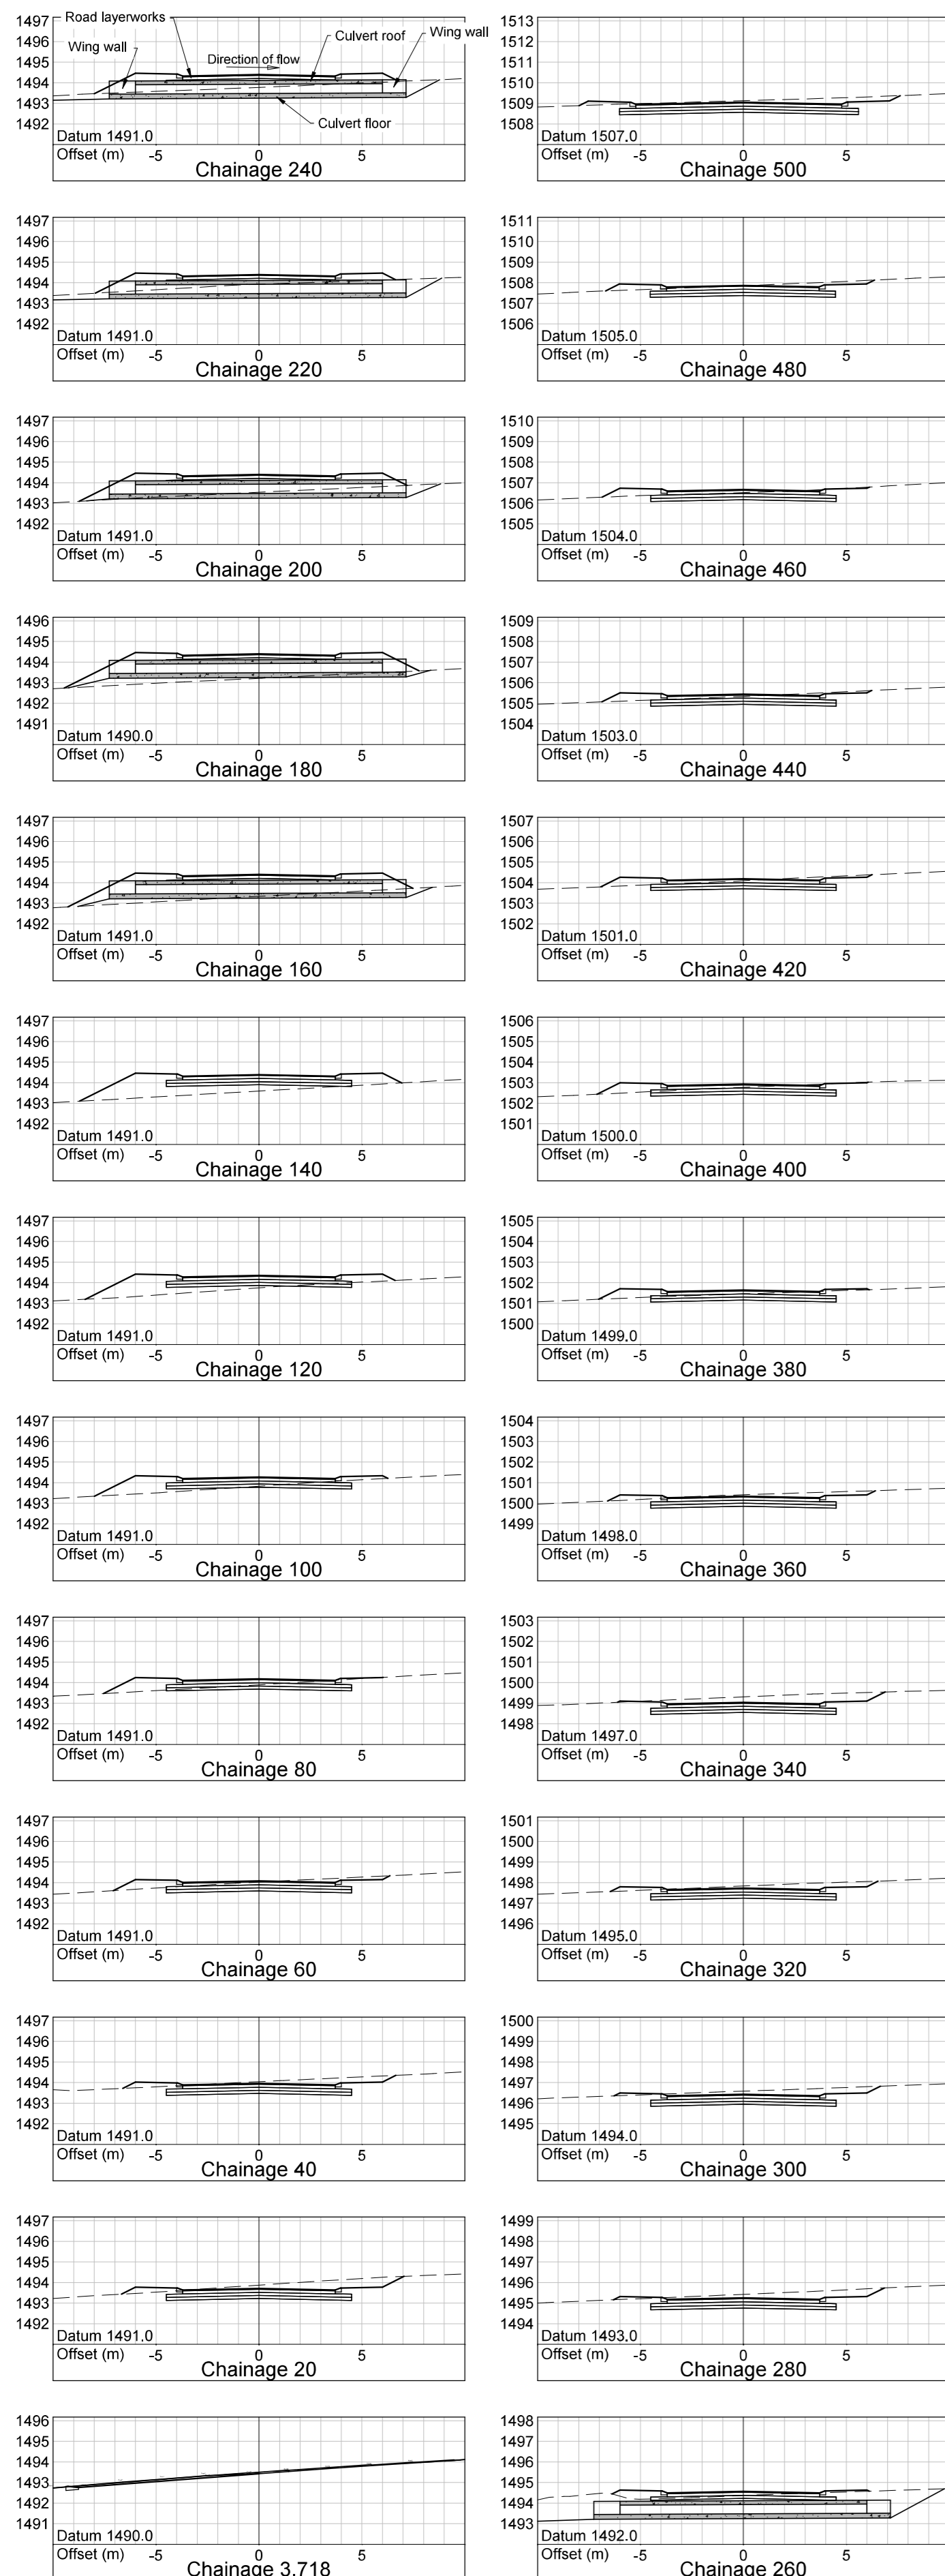 1497
Road layerworks
1496
Wing wall
Culvert roof
Wing wall
1495
Direction of flow
1494
1493
Culvert floor
1492
Datum 1491.0
Offset (m) -5 0 5
Chainage 240
1497
1496
1495
1494
1493
1492
Datum 1491.0
Offset (m) -5 0 5
Chainage 220
1497
1496
1495
1494
1493
1492
Datum 1491.0
Offset (m) -5 0 5
Chainage 200
1496
1495
1494
1493
1492
1491
Datum 1490.0
Offset (m) -5 0 5
Chainage 180
1497
1496
1495
1494
1493
1492
Datum 1491.0
Offset (m) -5 0 5
Chainage 160
1497
1496
1495
1494
1493
1492
Datum 1491.0
Offset (m) -5 0 5
Chainage 140
1497
1496
1495
1494
1493
1492
Datum 1491.0
Offset (m) -5 0 5
Chainage 120
1497
1496
1495
1494
1493
1492
Datum 1491.0
Offset (m) -5 0 5
Chainage 100
1497
1496
1495
1494
1493
1492
Datum 1491.0
Offset (m) -5 0 5
Chainage 80
1497
1496
1495
1494
1493
1492
Datum 1491.0
Offset (m) -5 0 5
Chainage 60
1497
1496
1495
1494
1493
1492
Datum 1491.0
Offset (m) -5 0 5
Chainage 40
1497
1496
1495
1494
1493
1492
Datum 1491.0
Offset (m) -5 0 5
Chainage 20
1496
1495
1494
1493
1492
1491
Datum 1490.0
Offset (m) -5 0 5
Chainage 3.718
1513
1512
1511
1510
1509
1508
Datum 1507.0
Offset (m) -5 0 5
Chainage 500
1511
1510
1509
1508
1507
1506
Datum 1505.0
Offset (m) -5 0 5
Chainage 480
1510
1509
1508
1507
1506
1505
Datum 1504.0
Offset (m) -5 0 5
Chainage 460
1509
1508
1507
1506
1505
1504
Datum 1503.0
Offset (m) -5 0 5
Chainage 440
1507
1506
1505
1504
1503
1502
Datum 1501.0
Offset (m) -5 0 5
Chainage 420
1506
1505
1504
1503
1502
1501
Datum 1500.0
Offset (m) -5 0 5
Chainage 400
1505
1504
1503
1502
1501
1500
Datum 1499.0
Offset (m) -5 0 5
Chainage 380
1504
1503
1502
1501
1500
1499
Datum 1498.0
Offset (m) -5 0 5
Chainage 360
1503
1502
1501
1500
1499
1498
Datum 1497.0
Offset (m) -5 0 5
Chainage 340
1501
1500
1499
1498
1497
1496
Datum 1495.0
Offset (m) -5 0 5
Chainage 320
1500
1499
1498
1497
1496
1495
Datum 1494.0
Offset (m) -5 0 5
Chainage 300
1499
1498
1497
1496
1495
1494
Datum 1493.0
Offset (m) -5 0 5
Chainage 280
1498
1497
1496
1495
1494
1493
Datum 1492.0
Offset (m) -5 0 5
Chainage 260